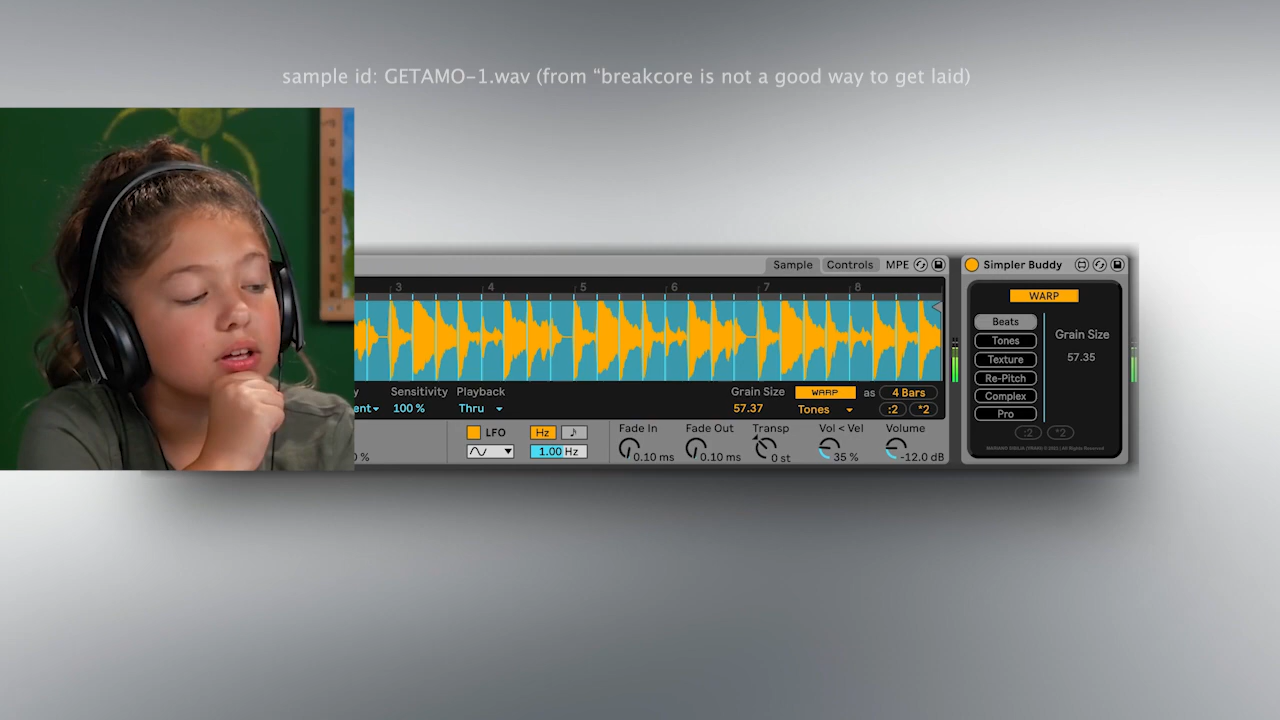 sample id: GETAMO-1.wav (from “breakcore is not a good way to get laid)
Sample Controls MPE
Simpler Buddy
3 4 5 6 7 8
WARP
Beats
Tones
Texture
Re-Pitch
Complex
Pro
Grain Size
57.35
:2 *2
Sensitivity Playback
100 % Thru
Grain Size WARP as 4 Bars
57.37 Tones :2 *2
LFO Hz
1.00 Hz
Fade In Fade Out Transp Vol < Vel Volume
0.10 ms 0.10 ms 0 st 35 % -12.0 dB